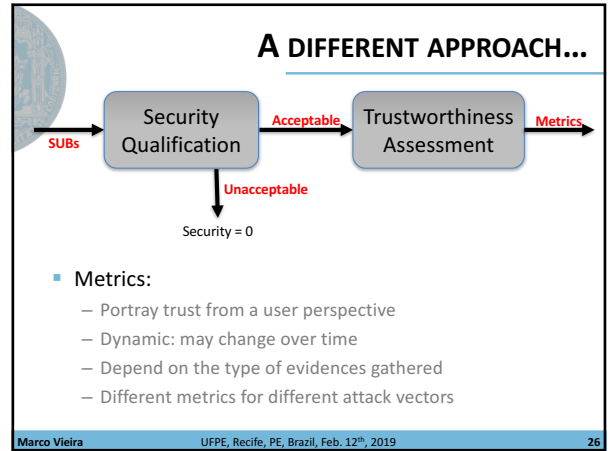 A DIFFERENT APPROACH...
Security
Qualification
Acceptable
Trustworthiness
Assessment
Metrics
SUBs
Unacceptable
Security = 0
▪ Metrics:
– Portray trust from a user perspective
– Dynamic: may change over time
– Depend on the type of evidences gathered
– Different metrics for different attack vectors
Marco Vieira UFPE, Recife, PE, Brazil, Feb. 12th, 2019 26